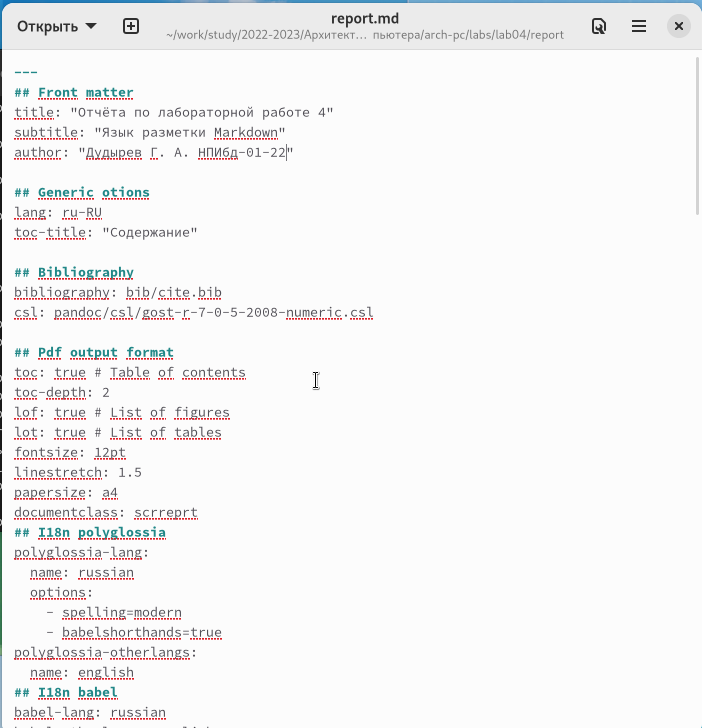 Открыть
report.md
~/work/study/2022-2023/Архитект… пьютера/arch-pc/labs/lab04/report
---
## Front matter
title: "Отчёта по лабораторной работе 4"
subtitle: "Язык разметки Markdown"
author: "Дудырев Г. А. НПИбд-01-22"
## Generic otions
lang: ru-RU
toc-title: "Содержание"
## Bibliography
bibliography: bib/cite.bib
csl: pandoc/csl/gost-r-7-0-5-2008-numeric.csl
## Pdf output format
toc: true # Table of contents
toc-depth: 2
lof: true # List of figures
lot: true # List of tables
fontsize: 12pt
linestretch: 1.5
papersize: a4
documentclass: scrreprt
## I18n polyglossia
polyglossia-lang:
  name: russian
  options:
    - spelling=modern
    - babelshorthands=true
polyglossia-otherlangs:
  name: english
## I18n babel
babel-lang: russian